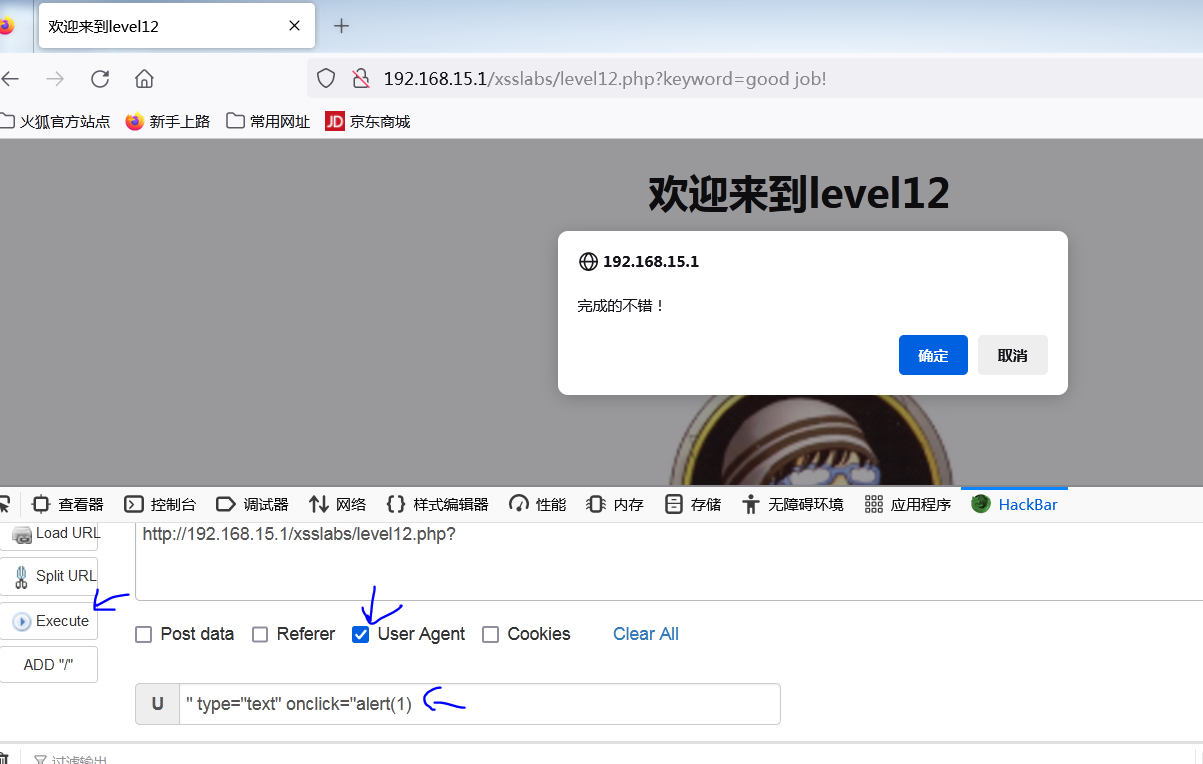 欢迎来到level12
192.168.15.1/xsslabs/level12.php?keyword=good job!
火狐官方站点 新手上路 常用网址 JD 京东商城
欢迎来到level12
192.168.15.1
完成的不错！
确定 取消
查看器 控制台 调试器 网络 样式编辑器 性能 内存 存储 无障碍环境 应用程序 HackBar
Load URL
http://192.168.15.1/xsslabs/level12.php?
Split URL
Execute
Post data Referer User Agent Cookies Clear All
ADD "/"
U " type="text" onclick="alert(1)
过滤输出